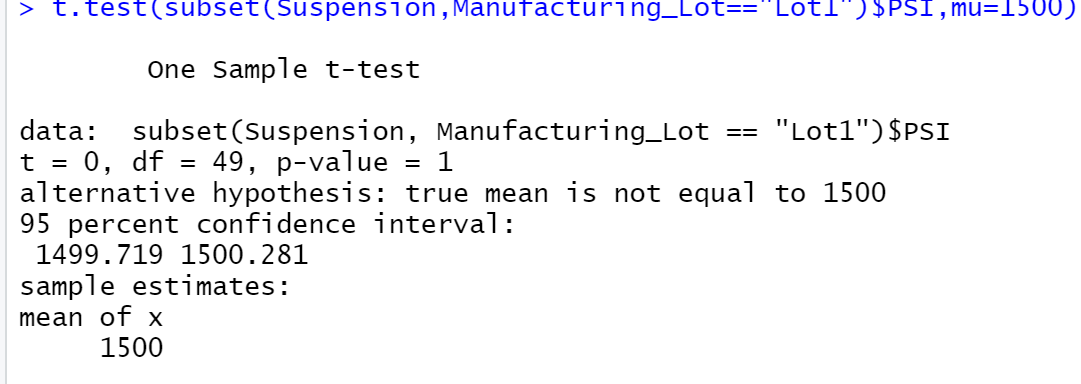 > t.test(subset(Suspension,Manufacturing_Lot=="Lot1")$PSI,mu=1500)
One Sample t-test
data:  subset(Suspension, Manufacturing_Lot == "Lot1")$PSI
t = 0, df = 49, p-value = 1
alternative hypothesis: true mean is not equal to 1500
95 percent confidence interval:
1499.719 1500.281
sample estimates:
mean of x
1500